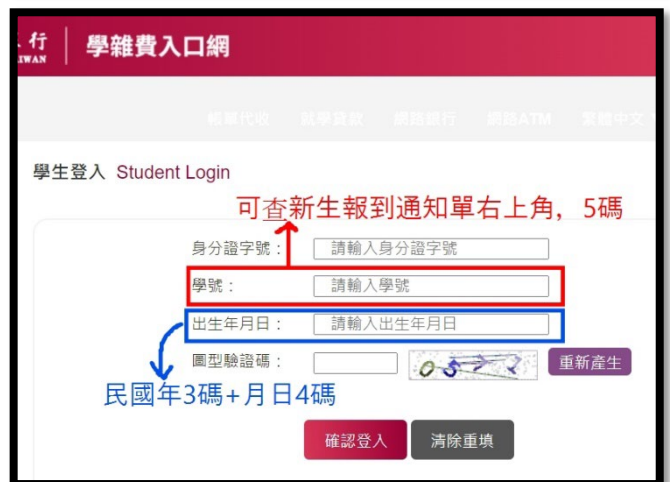 行 學雜費入口網
IWAN
帳單代收 就學貸款 網路銀行 網路ATM 繁體中文
學生登入 Student Login
可查新生報到通知單右上角, 5碼
身分證字號： 請輸入身分證字號
學號： 請輸入學號
出生年月日： 請輸入出生年月日
圖型驗證碼： 重新產生
民國年3碼+月日4碼
確認登入 清除重填